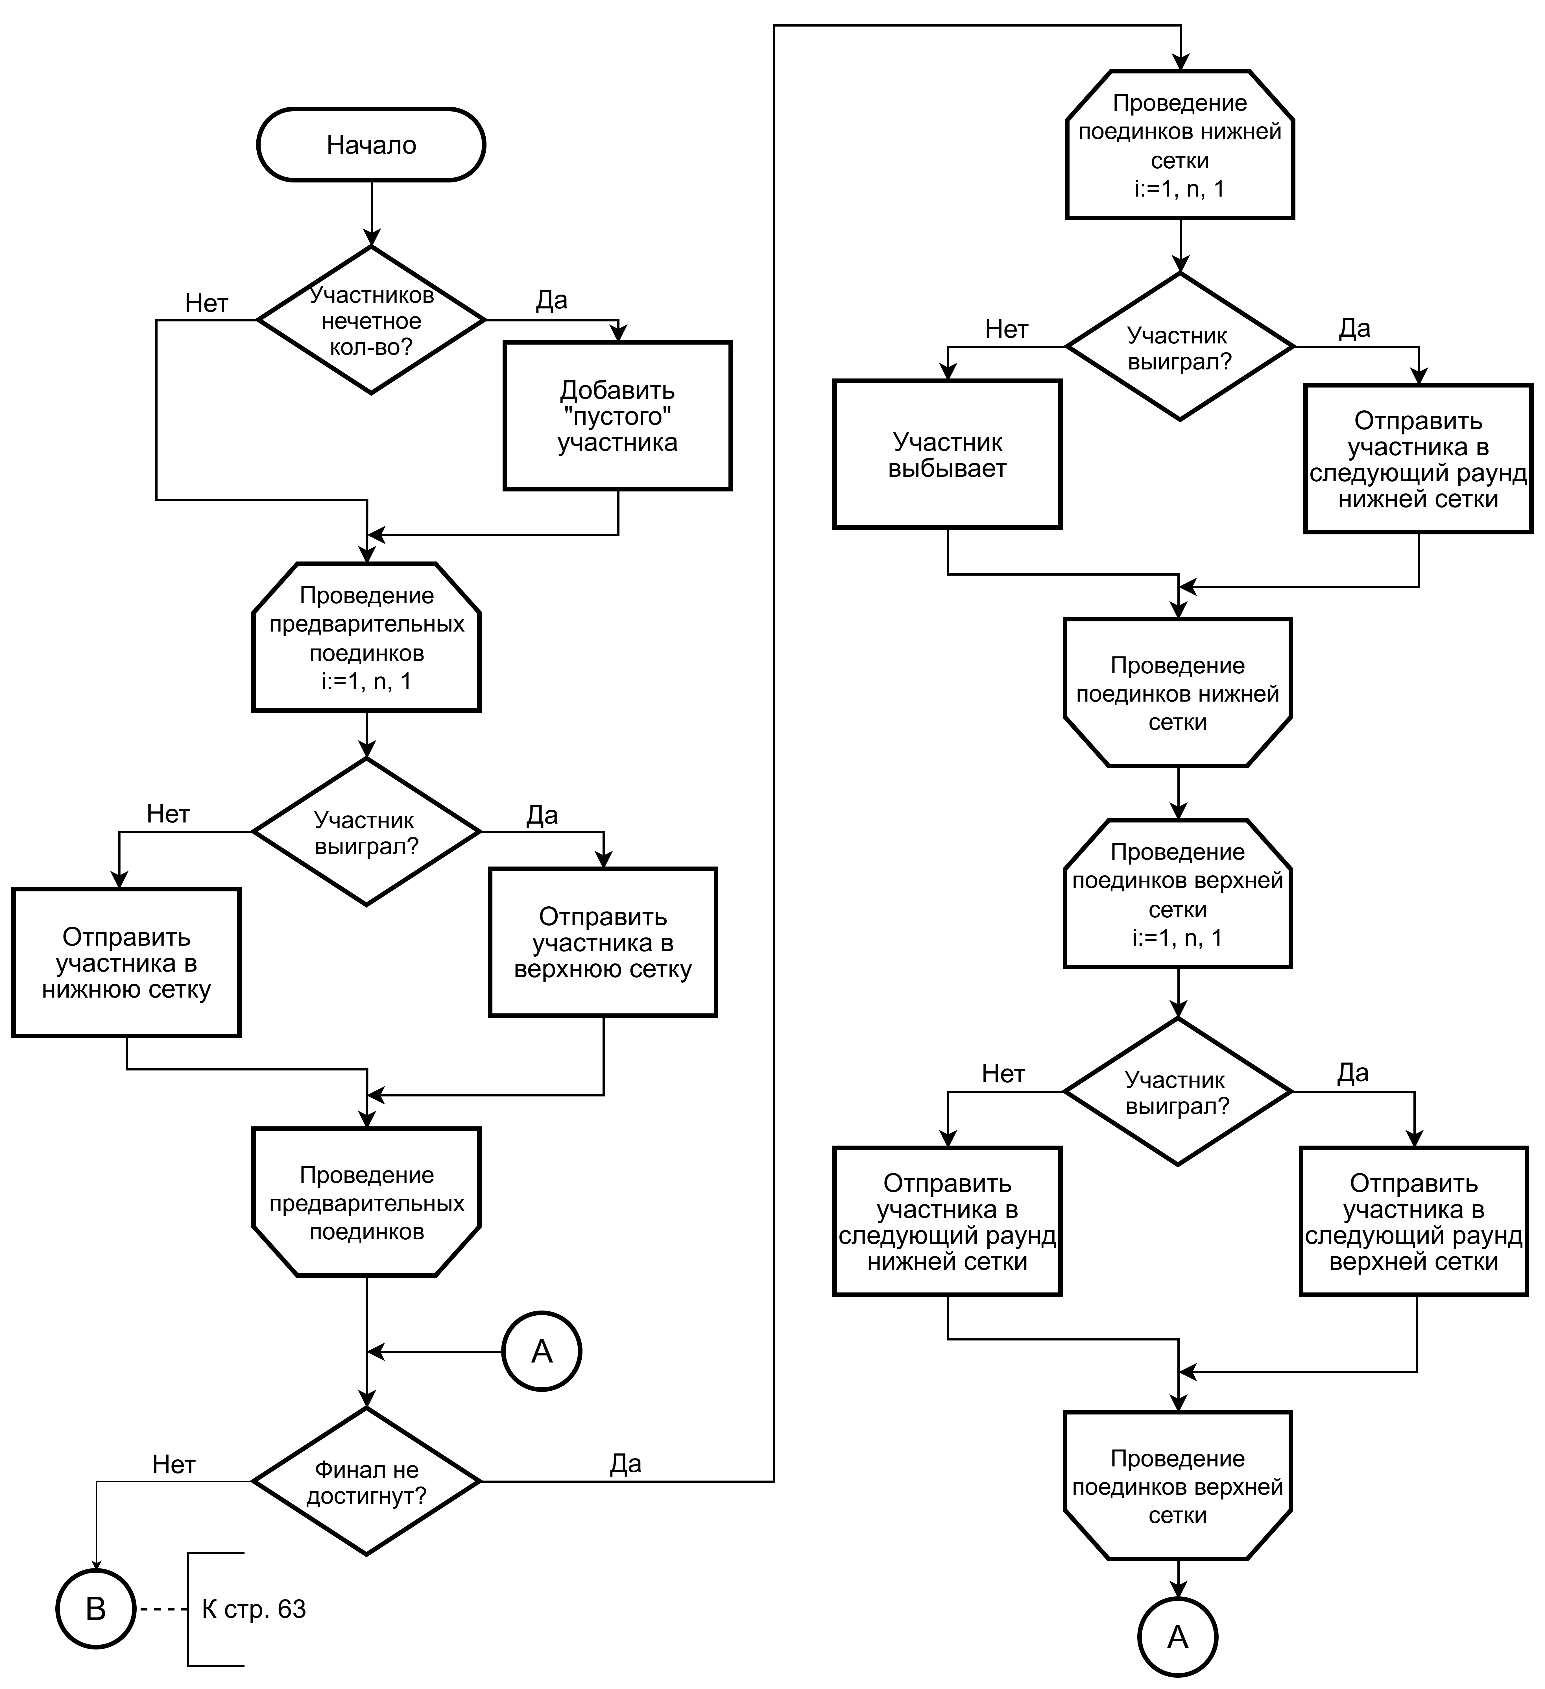 Начало
Участников
нечетное
кол-во?
Нет
Да
Добавить
"пустого"
участника
Проведение
предварительных
поединков
i:=1, n, 1
Участник
выиграл?
Нет
Да
Отправить
участника в
нижнюю сетку
Отправить
участника в
верхнюю сетку
Проведение
предварительных
поединков
A
Финал не
достигнут?
Нет
Да
B
К стр. 63
Проведение
поединков нижней
сетки
i:=1, n, 1
Участник
выиграл?
Нет
Да
Участник
выбывает
Отправить
участника в
следующий раунд
нижней сетки
Проведение
поединков нижней
сетки
Проведение
поединков верхней
сетки
i:=1, n, 1
Участник
выиграл?
Нет
Да
Отправить
участника в
следующий раунд
нижней сетки
Отправить
участника в
следующий раунд
верхней сетки
Проведение
поединков верхней
сетки
A